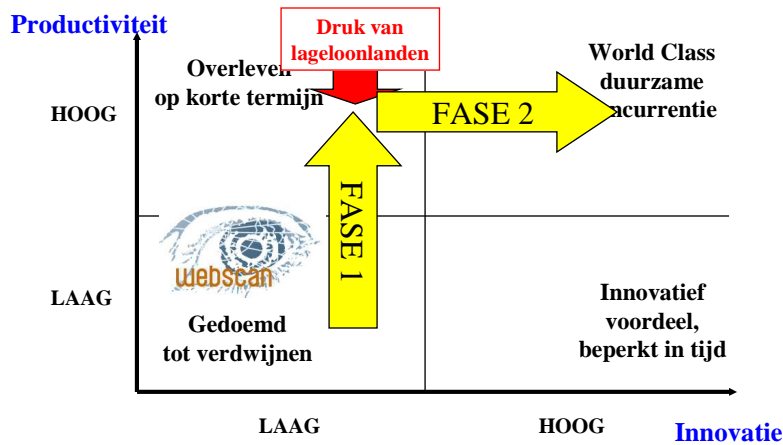 Productiviteit
Druk van
lageloonlanden
Overleven
op korte termijn
World Class
duurzame
ncurrentie
HOOG
FASE 2
FASE 1
webscan
LAAG
Gedoemd
tot verdwijnen
Innovatief
voordeel,
beperkt in tijd
LAAG
HOOG
Innovatie